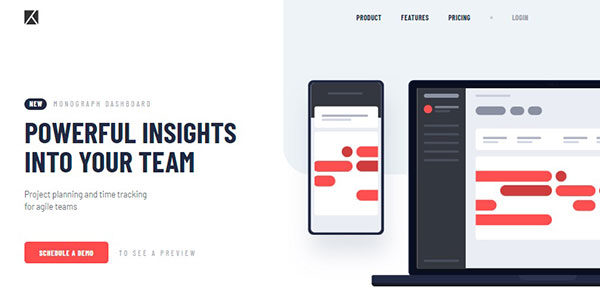 PRODUCT FEATURES PRICING LOGIN
NEW MONOGRAPH DASHBOARD
POWERFUL INSIGHTS
INTO YOUR TEAM
Project planning and time tracking
for agile teams
SCHEDULE A DEMO TO SEE A PREVIEW